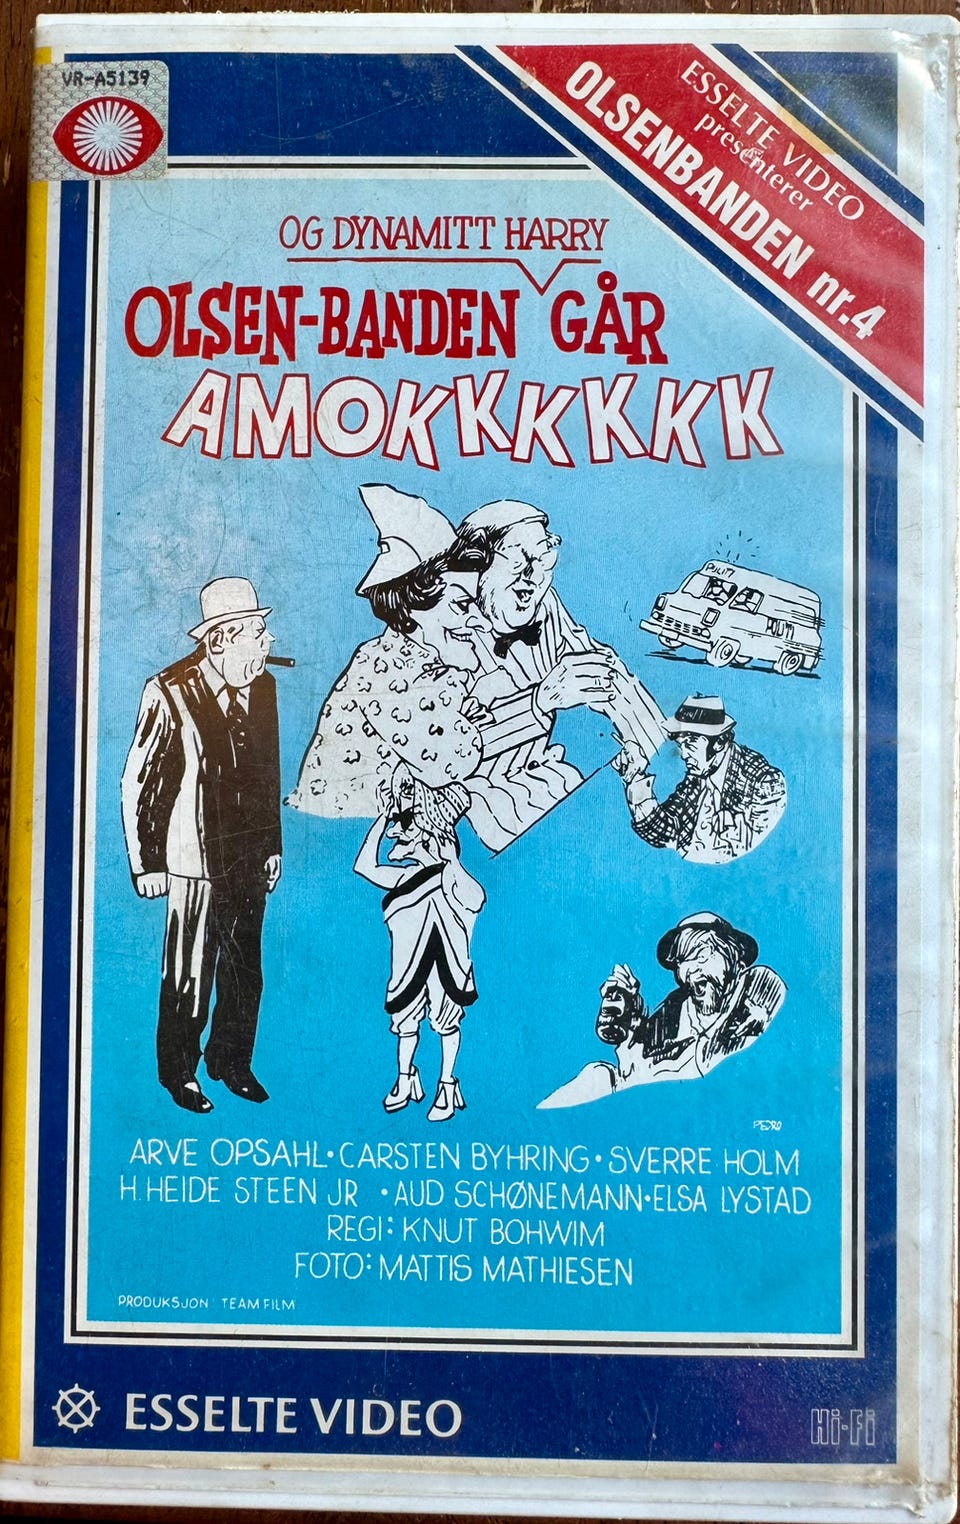 VR-A5139
ESSELTE VIDEO
presenterer
OLSENBANDEN nr.4
OG DYNAMITT HARRY
OLSEN-BANDEN GÅR
AMOKKKKKK
POLITI
PEDRO
ARVE OPSAHL • CARSTEN BYHRING • SVERRE HOLM
H. HEIDE STEEN JR • AUD SCHØNEMANN • ELSA LYSTAD
REGI: KNUT BOHWIM
FOTO: MATTIS MATHIESEN
PRODUKSJON: TEAMFILM
ESSELTE VIDEO
Hi-Fi